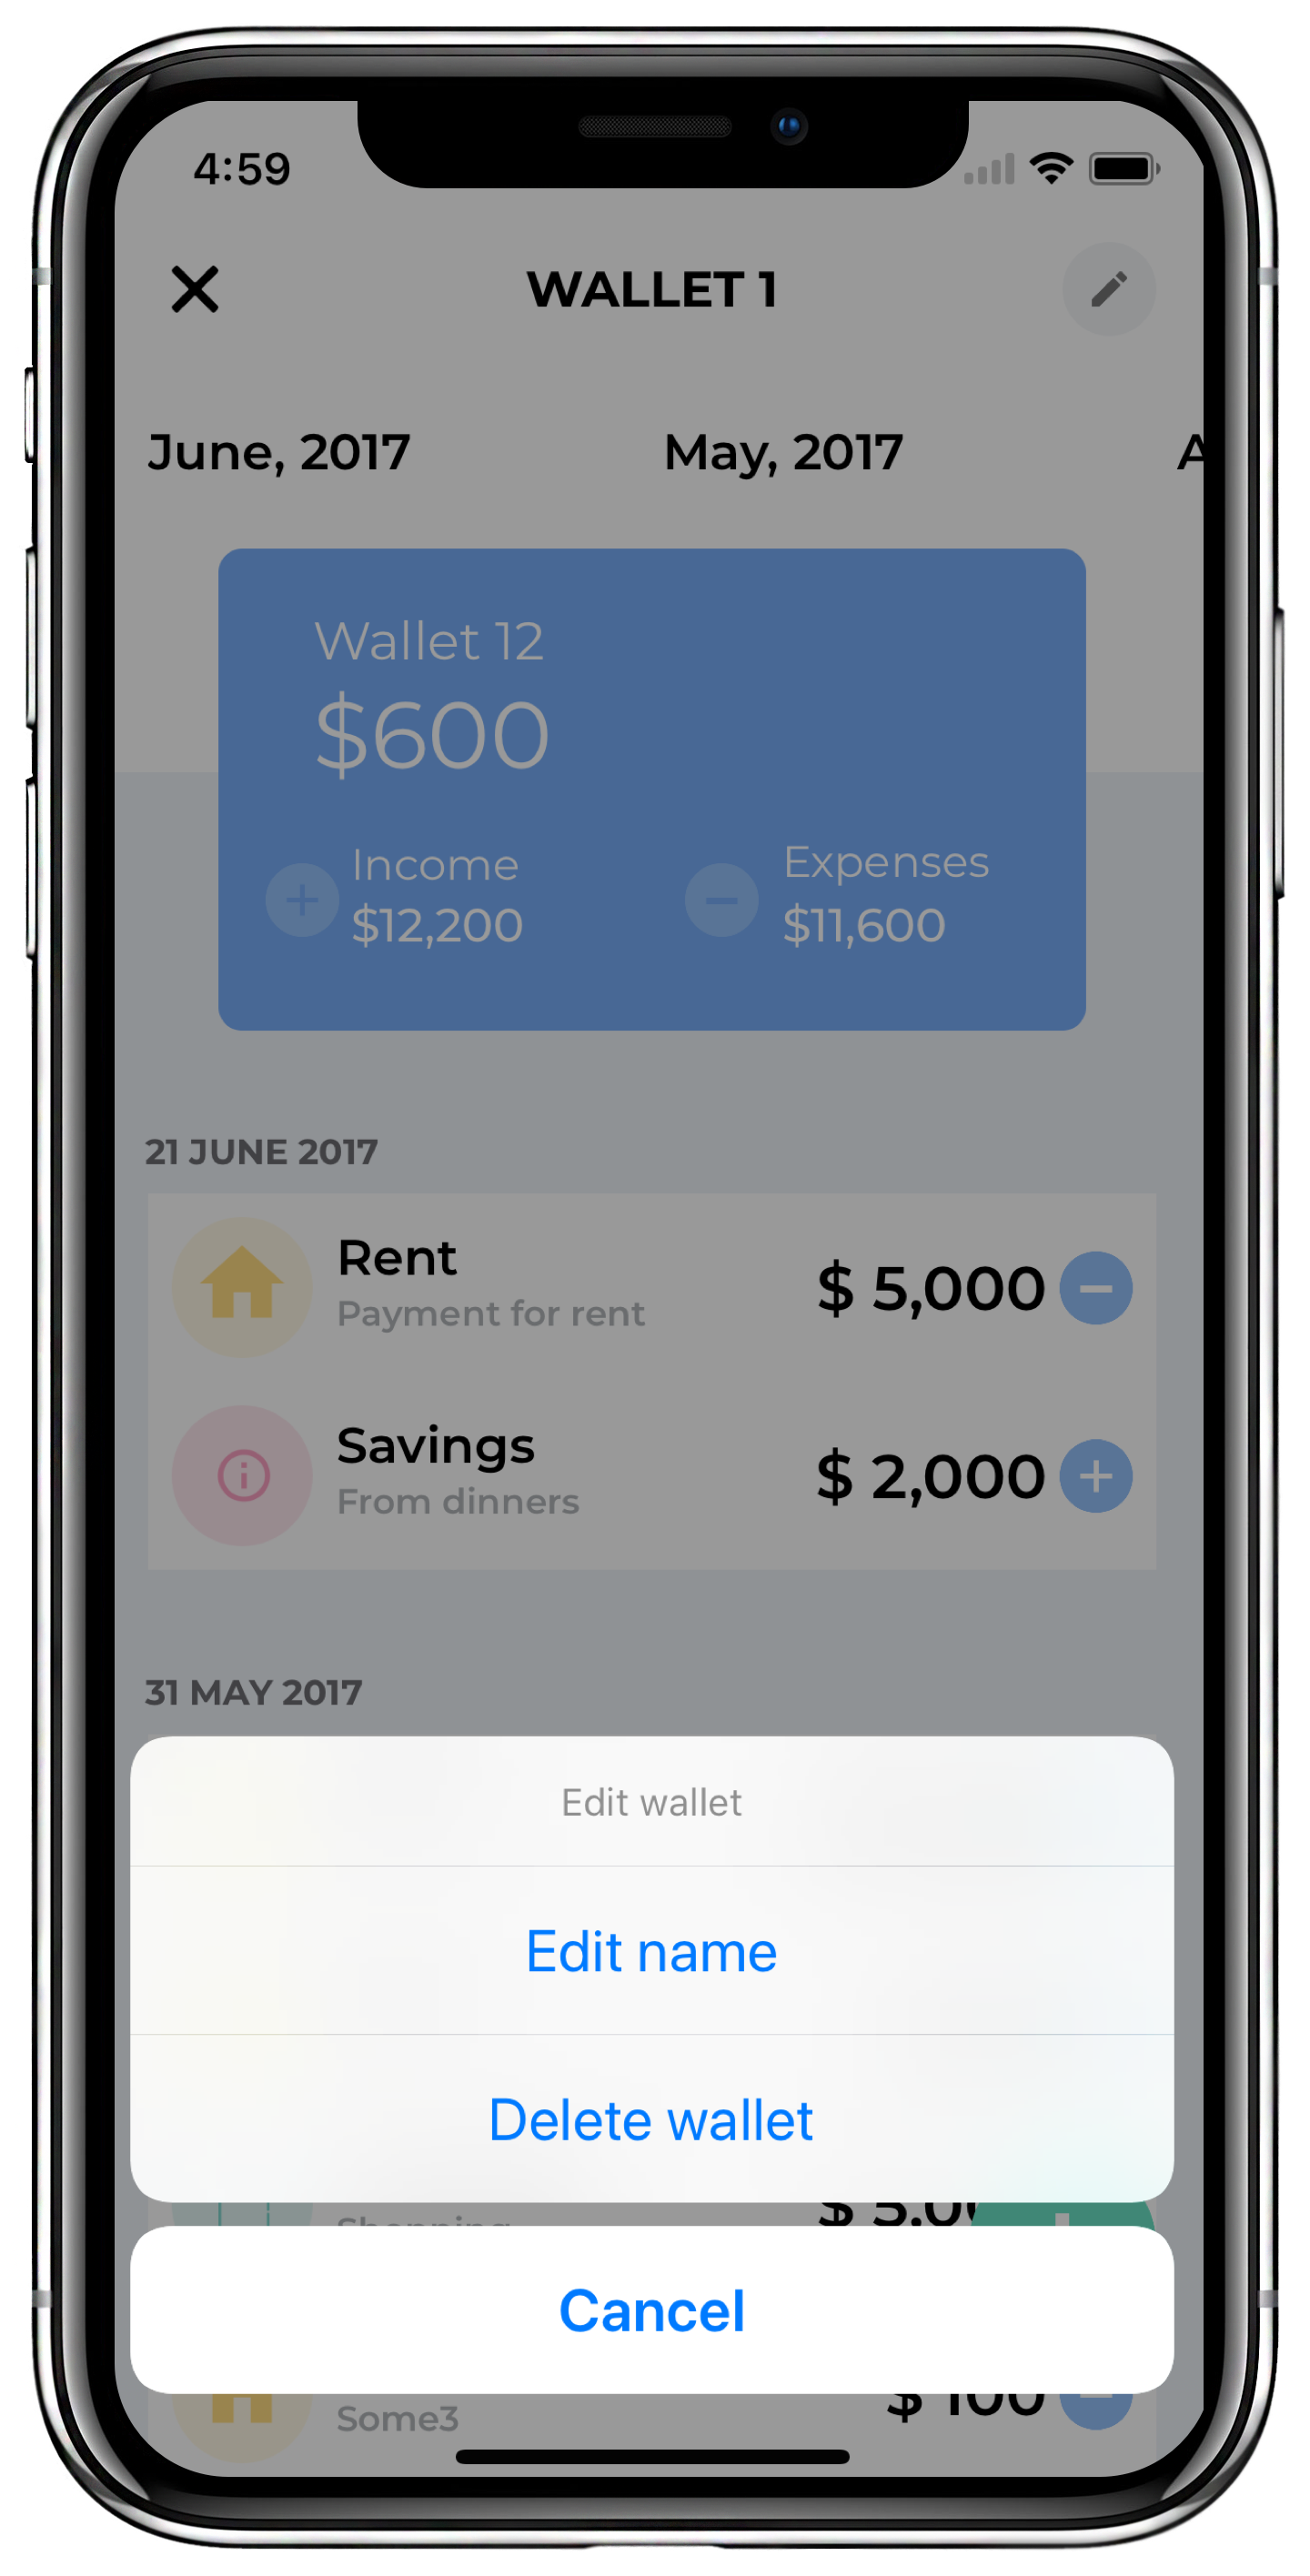 4:59
WALLET 1
June, 2017 May, 2017 A
Wallet 12
$600
Income Expenses
$12,200 $11,600
21 JUNE 2017
Rent
Payment for rent
$ 5,000
Savings
From dinners
$ 2,000
31 MAY 2017
Edit wallet
Edit name
Delete wallet
Shopping
Cancel
$ 100
Some3